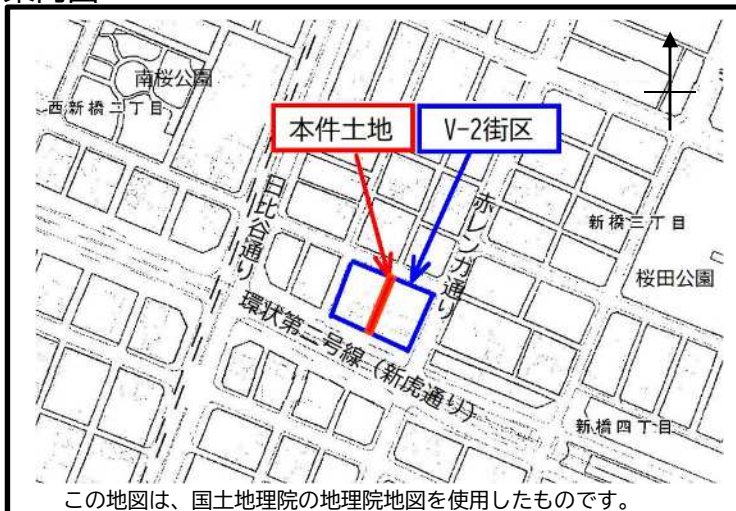 南桜公園
西新橋二丁目
本件土地
V-2街区
日比谷通り
赤レンガ通り
新橋三丁目
桜田公園
環状第二号線（新虎通り）
新橋四丁目
この地図は、国土地理院の地理院地図を使用したものです。